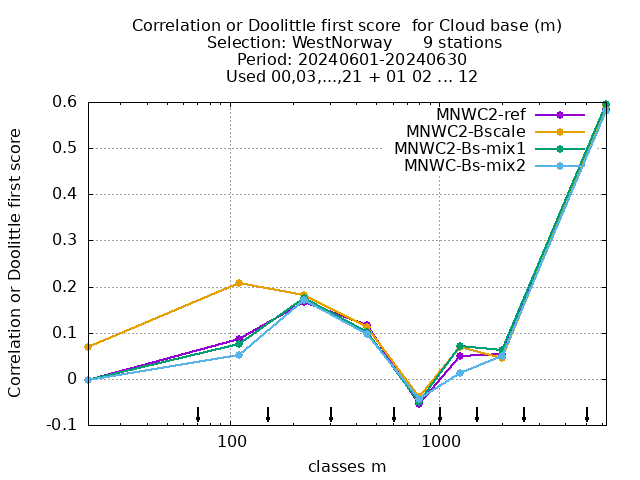 Correlation or Doolittle first score  for Cloud base (m)
Selection: WestNorway      9 stations
Period: 20240601-20240630
Used 00,03,...,21 + 01 02 ... 12
Correlation or Doolittle first score
0.6
0.5
0.4
0.3
0.2
0.1
0
-0.1
MNWC2-ref
MNWC2-Bscale
MNWC2-Bs-mix1
MNWC-Bs-mix2
100
1000
classes m